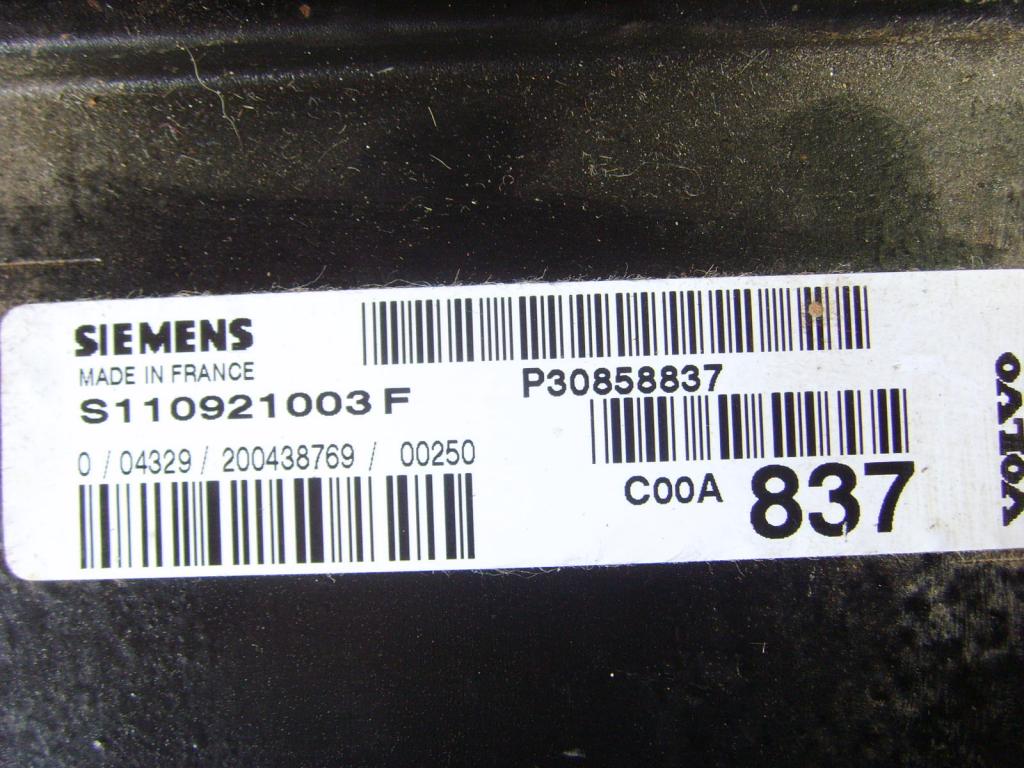 SIEMENS
MADE IN FRANCE
S110921003 F
P30858837
0 / 04329 / 200438769 / 00250
C00A 837
VOLVO